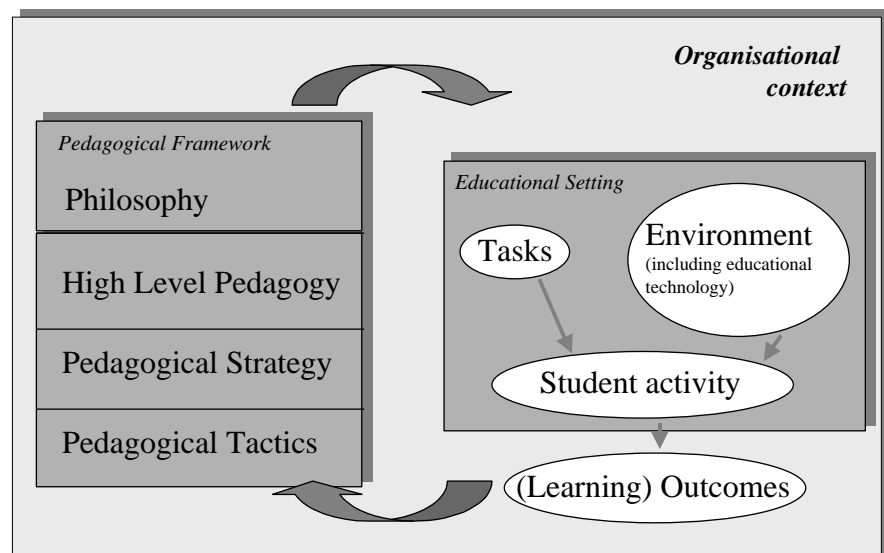 Organisational
context
Pedagogical Framework
Philosophy
High Level Pedagogy
Pedagogical Strategy
Pedagogical Tactics
Educational Setting
Tasks
Environment
(including educational
technology)
Student activity
(Learning) Outcomes